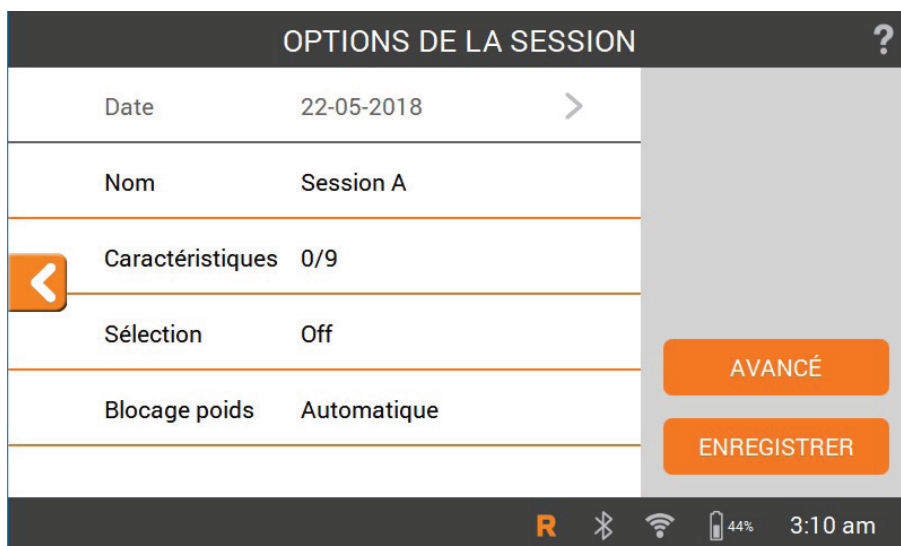 OPTIONS DE LA SESSION ?
Date 22-05-2018
Nom Session A
Caractéristiques 0/9
Sélection Off
Blocage poids Automatique
AVANCÉ
ENREGISTRER
R 44% 3:10 am